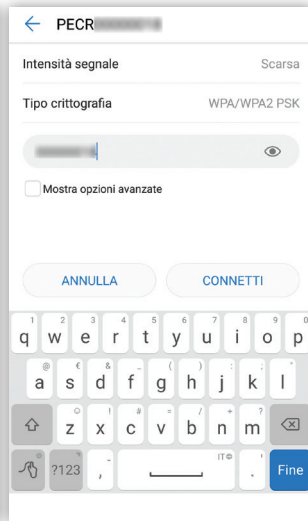 PECR
Intensità segnale Scarsa
Tipo crittografia WPA/WPA2 PSK
Mostra opzioni avanzate
ANNULLA CONNETTI
1 2 3 4 5 6 7 8 9 0
q w e r t y u i o p
@ € & _ ( ) : ; "
a s d f g h j k l
☺ ! # = / + ?
z x c v b n m
?123 , . Fine